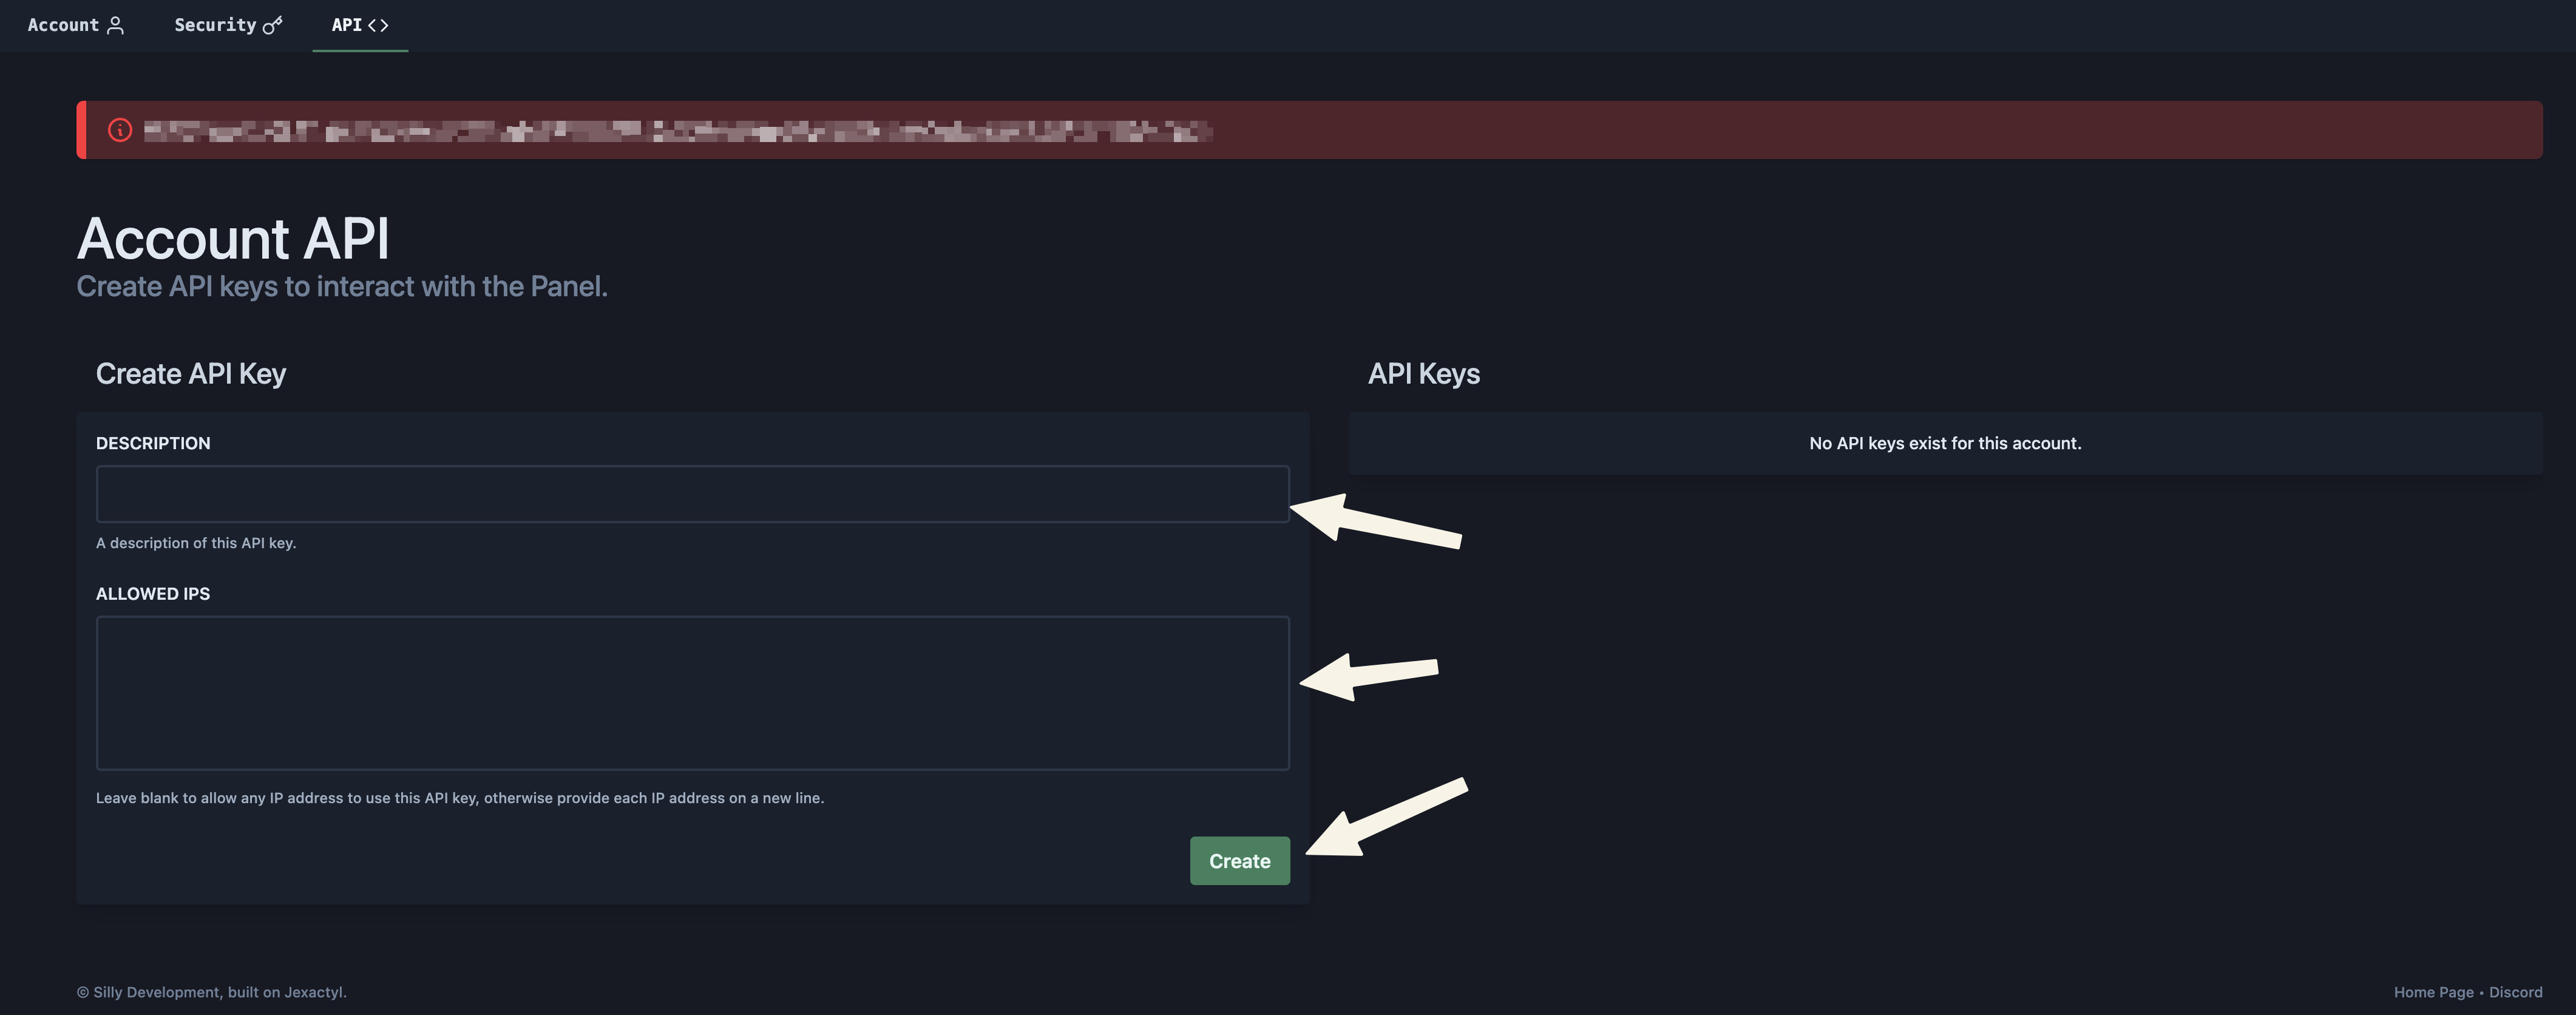 Account
Security
API
Account API
Create API keys to interact with the Panel.
Create API Key
DESCRIPTION
A description of this API key.
ALLOWED IPS
Leave blank to allow any IP address to use this API key, otherwise provide each IP address on a new line.
Create
API Keys
No API keys exist for this account.
© Silly Development, built on Jexactyl.
Home Page • Discord